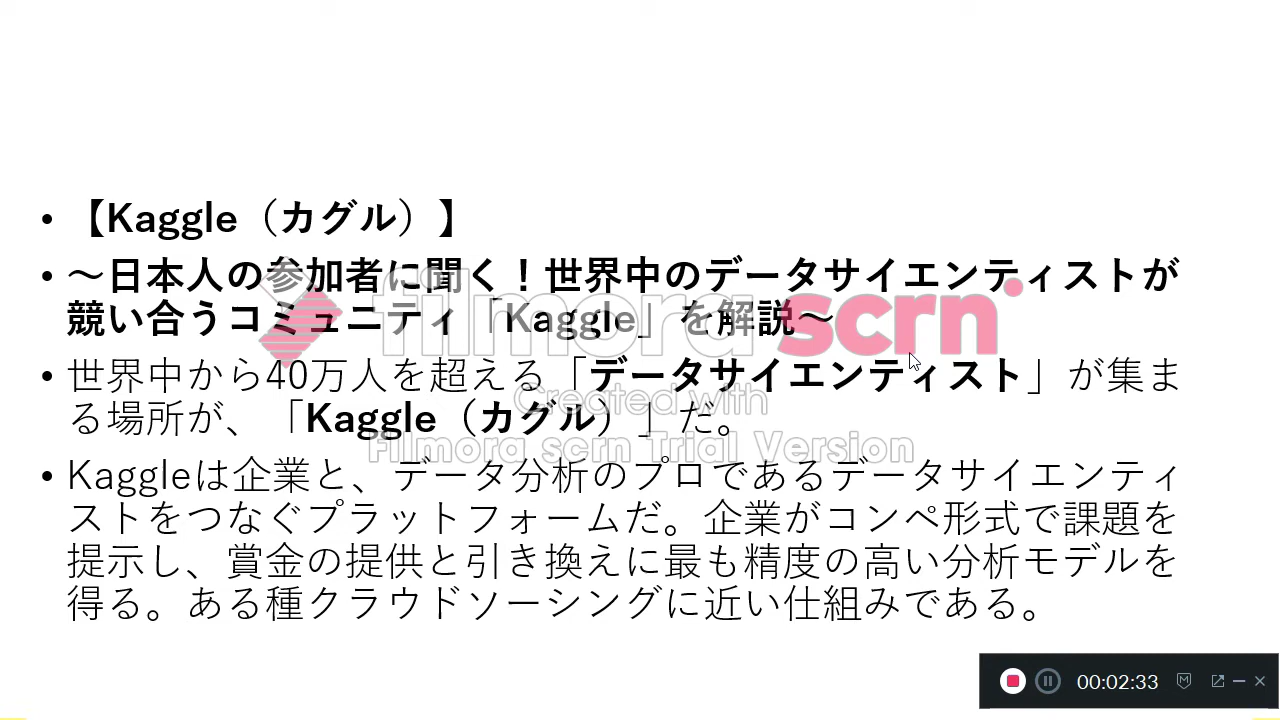 • 【Kaggle（カグル）】
• ～日本人の参加者に聞く！世界中のデータサイエンティストが
競い合うコミュニティ「Kaggle」を解説～
filmora scrn
• 世界中から40万人を超える「データサイエンティスト」が集ま
る場所が、「Kaggle（カグル）」だ。
Created with
Filmora scrn Trial Version
• Kaggleは企業と、データ分析のプロであるデータサイエンティ
ストをつなぐプラットフォームだ。企業がコンペ形式で課題を
提示し、賞金の提供と引き換えに最も精度の高い分析モデルを
得る。ある種クラウドソーシングに近い仕組みである。
00:02:33